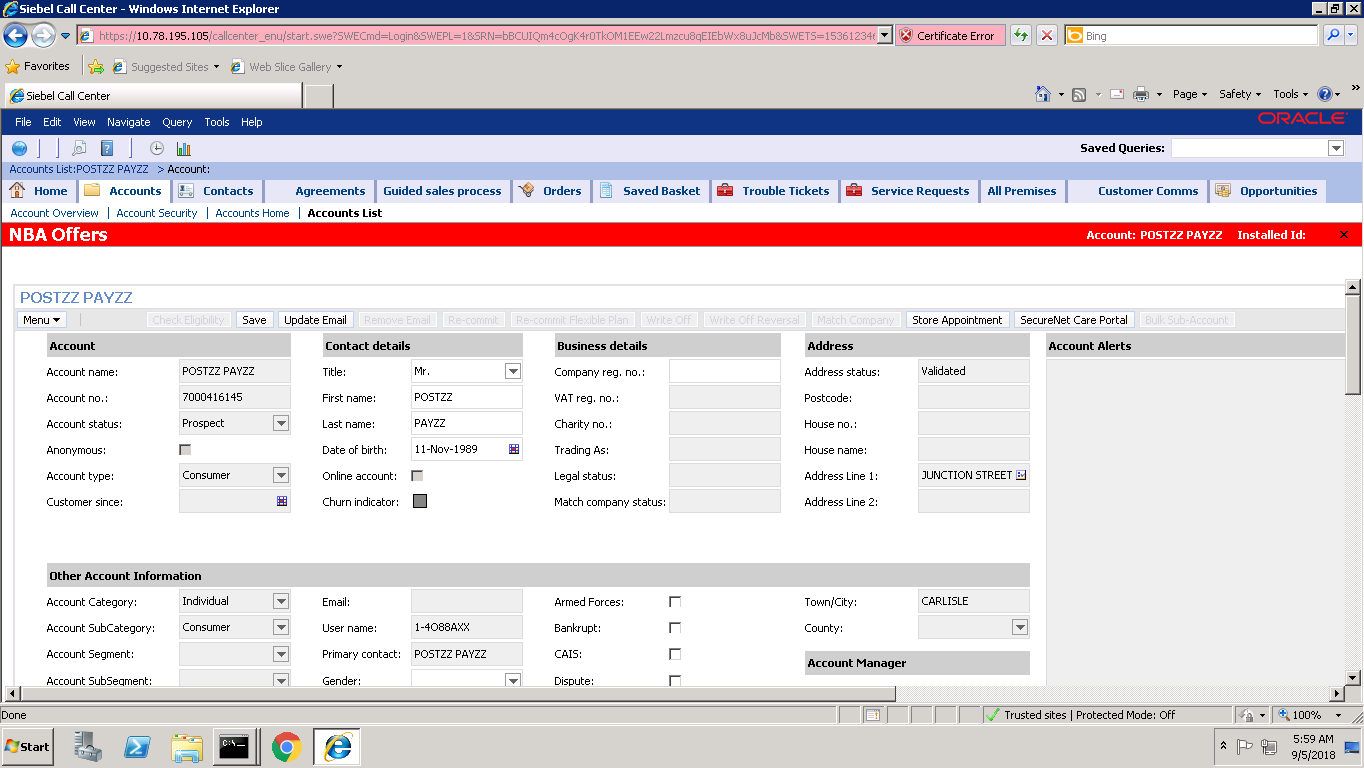 Siebel Call Center - Windows Internet Explorer
https://10.78.195.105/callcenter_enu/start.swe?SWECmd=Login&SWEPL=1&SRN= Certificate Error Bing
Favorites Suggested Sites Web Slice Gallery
Siebel Call Center Page Safety Tools
File Edit View Navigate Query Tools Help ORACLE
Saved Queries:
Accounts List:POSTZZ PAYZZ > Account:
Home Accounts Contacts Agreements Guided sales process Orders Saved Basket Trouble Tickets Service Requests All Premises Customer Comms Opportunities
Account Overview | Account Security | Accounts Home | Accounts List
NBA Offers Account: POSTZZ PAYZZ Installed Id:
POSTZZ PAYZZ
Menu Check Eligibility Save Update Email Remove Email Re-commit Re-commit Flexible Plan Write Off Write Off Reversal Match Company Store Appointment SecureNet Care Portal Bulk Sub-Account
Account Contact details Business details Address Account Alerts
Account name: POSTZZ PAYZZ Title: Mr. Company reg. no.: Address status: Validated
Account no.: 7000416145 First name: POSTZZ VAT reg. no.: Postcode:
Account status: Prospect Last name: PAYZZ Charity no.: House no.:
Anonymous: Date of birth: 11-Nov-1989 Trading As: House name:
Account type: Consumer Online account: Legal status: Address Line 1: JUNCTION STREET
Customer since: Churn indicator: Match company status: Address Line 2:
Other Account Information
Account Category: Individual Email: Armed Forces: Town/City: CARLISLE
Account SubCategory: Consumer User name: 1-4O88AXX Bankrupt: County:
Account Segment: Primary contact: POSTZZ PAYZZ CAIS: Account Manager
Account SubSegment: Gender: Dispute:
Done Trusted sites | Protected Mode: Off 100%
Start 5:59 AM
9/5/2018